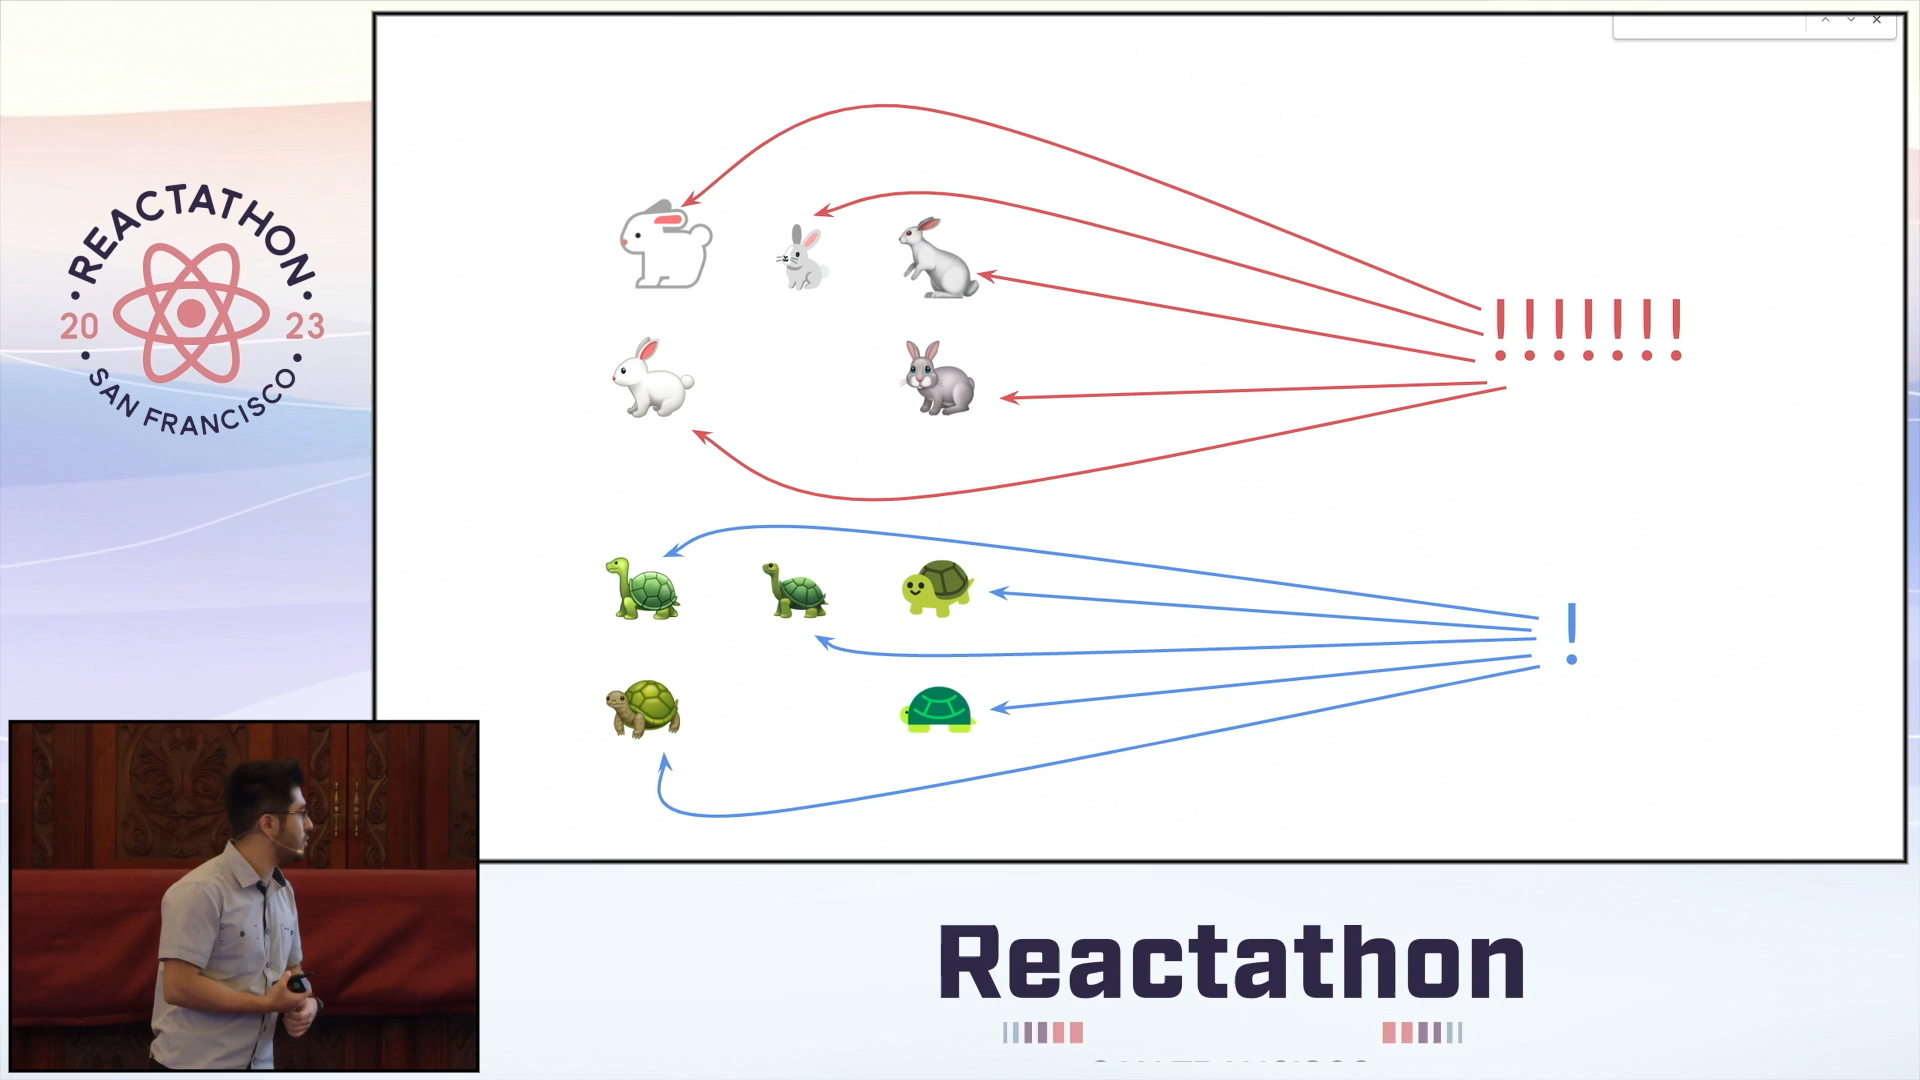 REACTATHON
20 23
SAN FRANCISCO
!!!!!!!
!
Reactathon